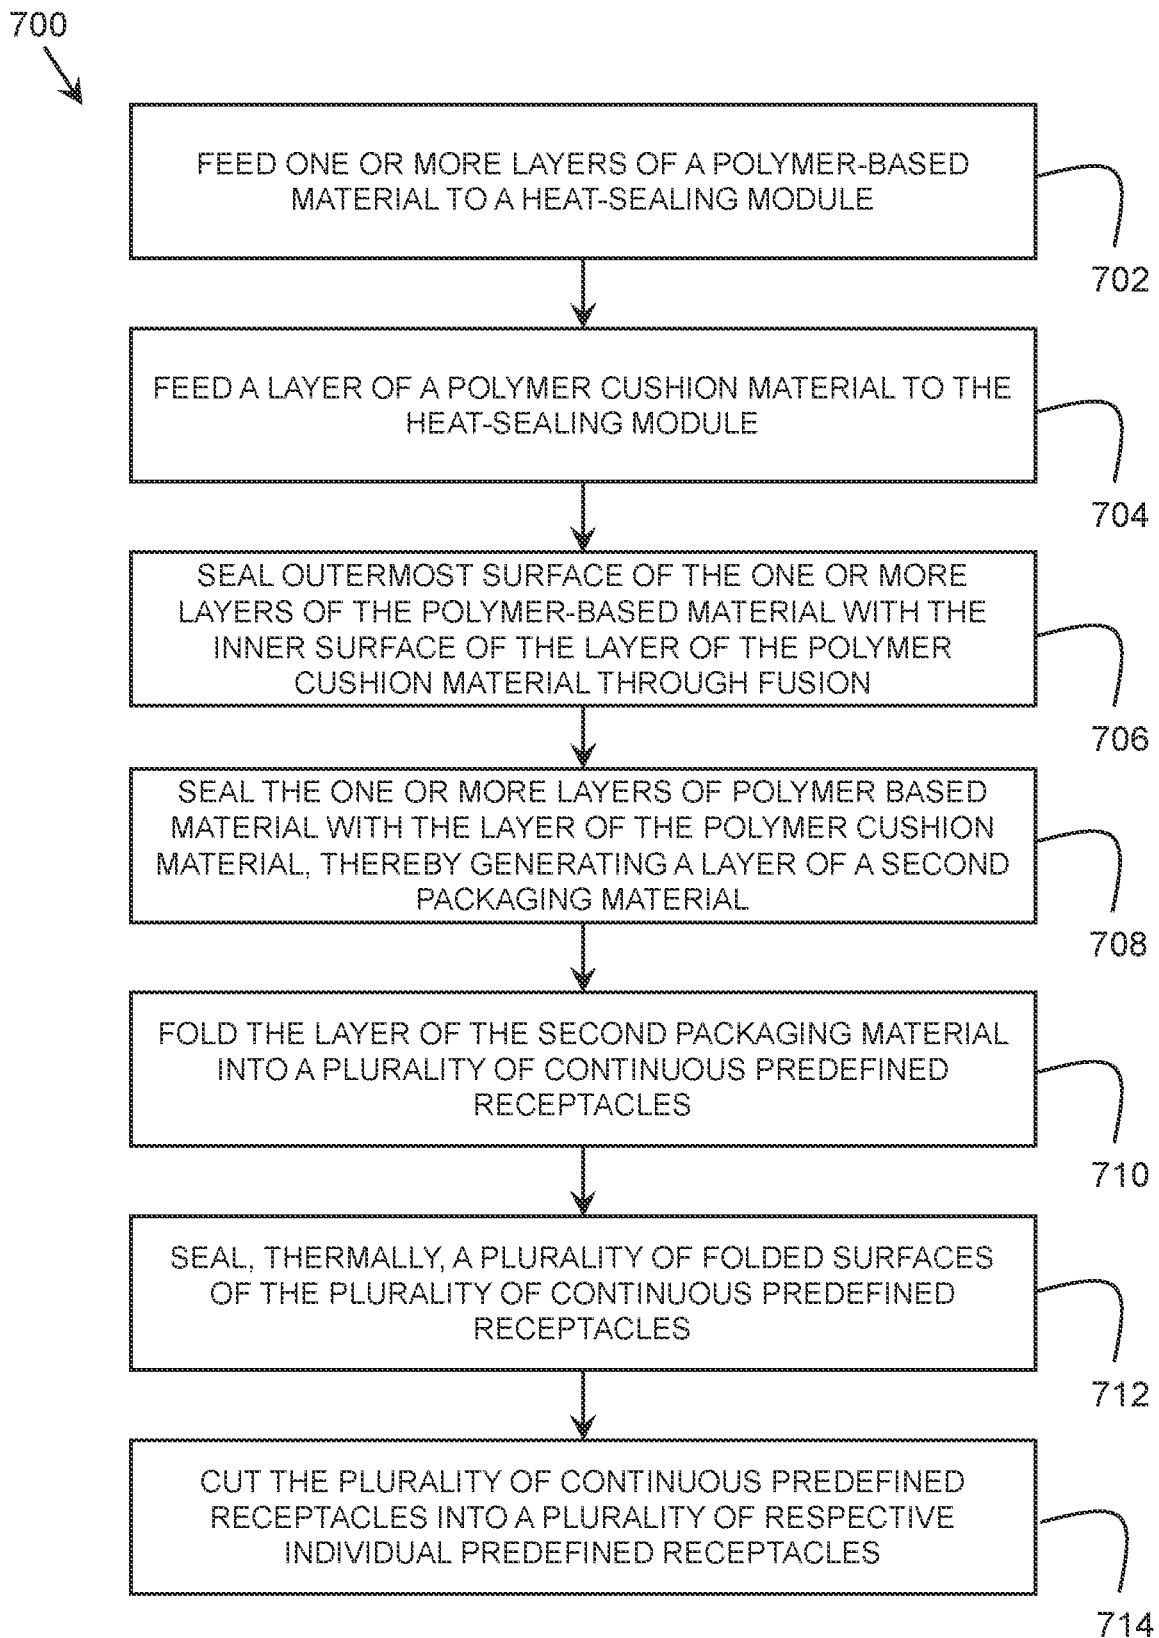 700
FEED ONE OR MORE LAYERS OF A POLYMER-BASED
MATERIAL TO A HEAT-SEALING MODULE
702
FEED A LAYER OF A POLYMER CUSHION MATERIAL TO THE
HEAT-SEALING MODULE
704
SEAL OUTERMOST SURFACE OF THE ONE OR MORE
LAYERS OF THE POLYMER-BASED MATERIAL WITH THE
INNER SURFACE OF THE LAYER OF THE POLYMER
CUSHION MATERIAL THROUGH FUSION
706
SEAL THE ONE OR MORE LAYERS OF POLYMER BASED
MATERIAL WITH THE LAYER OF THE POLYMER CUSHION
MATERIAL, THEREBY GENERATING A LAYER OF A SECOND
PACKAGING MATERIAL
708
FOLD THE LAYER OF THE SECOND PACKAGING MATERIAL
INTO A PLURALITY OF CONTINUOUS PREDEFINED
RECEPTACLES
710
SEAL, THERMALLY, A PLURALITY OF FOLDED SURFACES
OF THE PLURALITY OF CONTINUOUS PREDEFINED
RECEPTACLES
712
CUT THE PLURALITY OF CONTINUOUS PREDEFINED
RECEPTACLES INTO A PLURALITY OF RESPECTIVE
INDIVIDUAL PREDEFINED RECEPTACLES
714